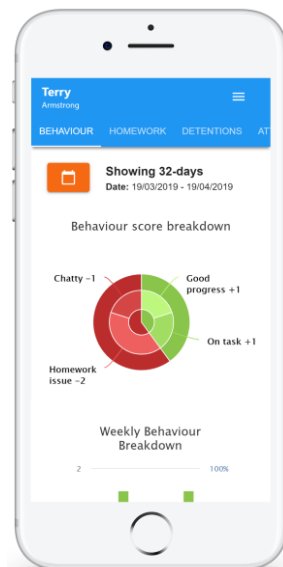 Terry
Armstrong
BEHAVIOUR HOMEWORK DETENTIONS AT
Showing 32-days
Date: 19/03/2019 - 19/04/2019
Behaviour score breakdown
Chatty -1
Good
progress +1
On task +1
Homework
issue -2
Weekly Behaviour
Breakdown
2 100%